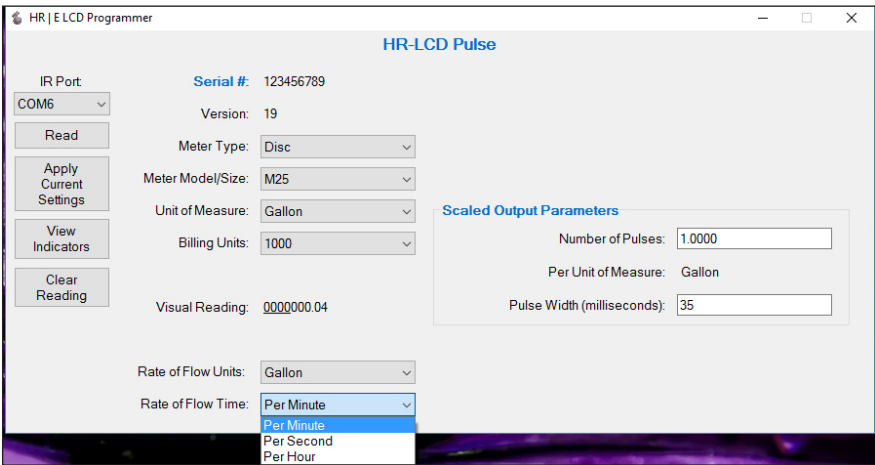 HR | E LCD Programmer
HR-LCD Pulse
IR Port:
COM6
Read
Apply
Current
Settings
View
Indicators
Clear
Reading
Serial #: 123456789
Version: 19
Meter Type: Disc
Meter Model/Size: M25
Unit of Measure: Gallon
Billing Units: 1000
Visual Reading: 0000000.04
Rate of Flow Units: Gallon
Rate of Flow Time: Per Minute
Per Minute
Per Second
Per Hour
Scaled Output Parameters
Number of Pulses: 1.0000
Per Unit of Measure: Gallon
Pulse Width (milliseconds): 35